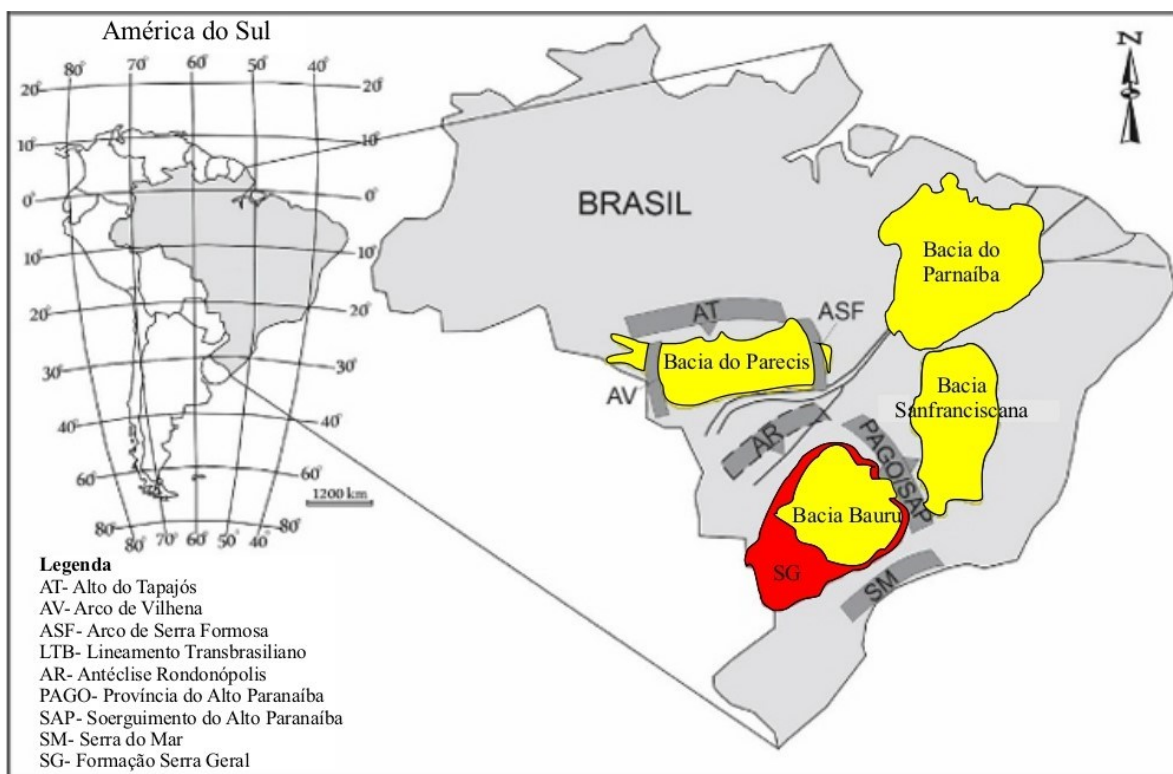 América do Sul
80° 70° 60° 50° 40°
20° 20°
10° 10°
0° 0°
10° 10°
20° 20°
30° 30°
40° 40°
60° 60°
80° 80°
80° 70° 60° 50° 40°
1200 km
N
BRASIL
Bacia do
Parnaíba
AT
ASF
Bacia do Parecis
AV
Bacia
Sanfranciscana
AR
PAGO/SAP
Bacia Bauru
SG
SM
Legenda
AT- Alto do Tapajós
AV- Arco de Vilhena
ASF- Arco de Serra Formosa
LTB- Lineamento Transbrasiliano
AR- Antéclise Rondonópolis
PAGO- Província do Alto Paranaíba
SAP- Soerguimento do Alto Paranaíba
SM- Serra do Mar
SG- Formação Serra Geral